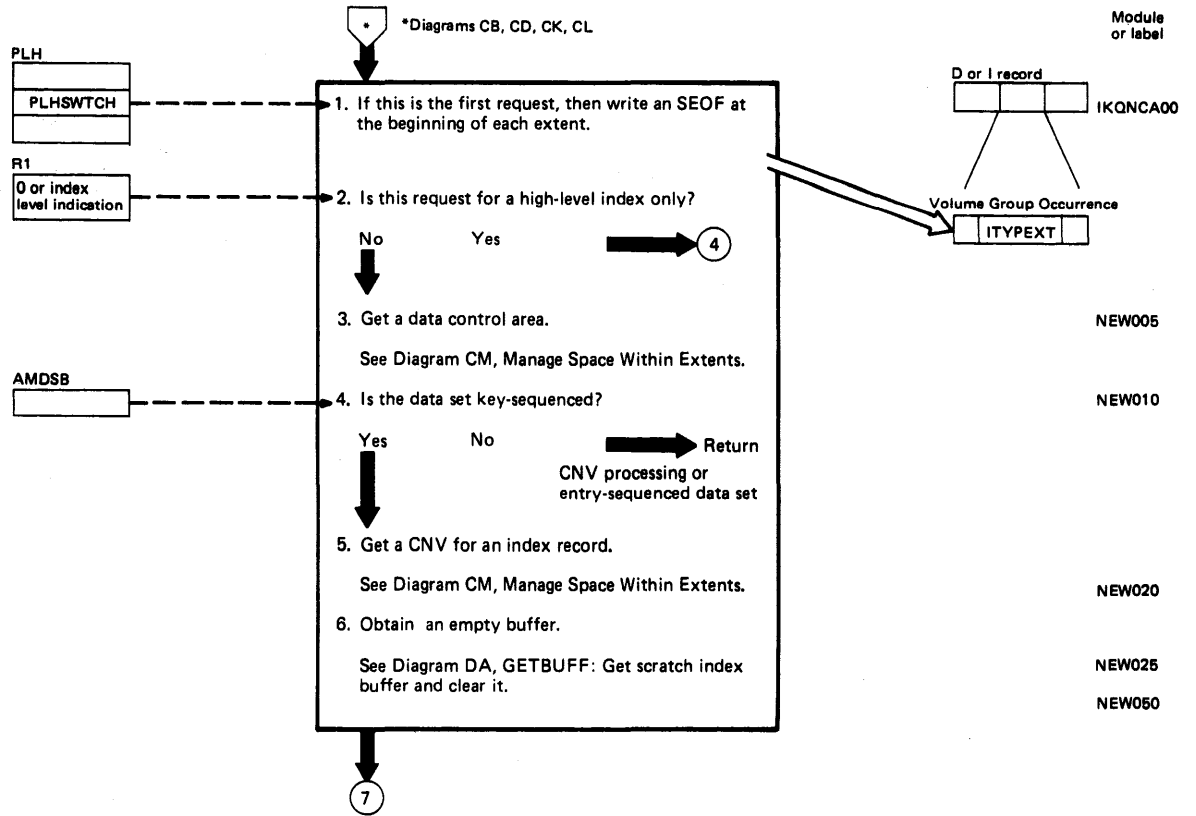 *
*Diagrams CB, CD, CK, CL
Module
or label
PLH
PLHSWTCH
D or I record
IKQNCA00
1. If this is the first request, then write an SEOF at
the beginning of each extent.
R1
0 or index
level indication
2. Is this request for a high-level index only?
Volume Group Occurrence
ITYPEXT
No Yes 4
3. Get a data control area. NEW005
See Diagram CM, Manage Space Within Extents.
AMDSB
4. Is the data set key-sequenced? NEW010
Yes No Return
CNV processing or
entry-sequenced data set
5. Get a CNV for an index record.
See Diagram CM, Manage Space Within Extents. NEW020
6. Obtain an empty buffer.
See Diagram DA, GETBUFF: Get scratch index NEW025
buffer and clear it.
NEW050
7